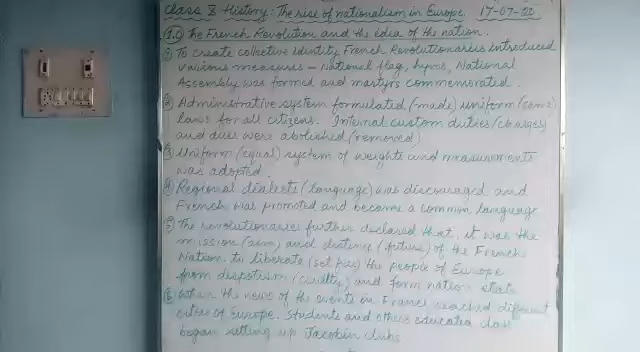 Class 8 History: The rise of nationalism in Europe. 17-07-20
(1.0) The French Revolution and the idea of the nation.
① To create collective identity French Revolutionaries introduced
various measures - National flag, hymns, National
Assembly was formed and martyrs commemorated.
② Administrative system formulated (made) uniform (same)
laws for all citizens. Internal custom duties (charges)
and dues were abolished (removed)
③ Uniform (equal) system of weights and measurements
was adopted.
④ Regional dialects (language) was discouraged and
French was promoted and became a common language
⑤ The revolutionaries further declared that, it was the
mission (aim) and destiny (future) of the French
Nation to liberate (set free) the people of Europe
from despotism (cruelty) and form nation state
⑥ When the news of the events in France reached different
cities of Europe. Students and other educated class
began setting up Jacobin clubs